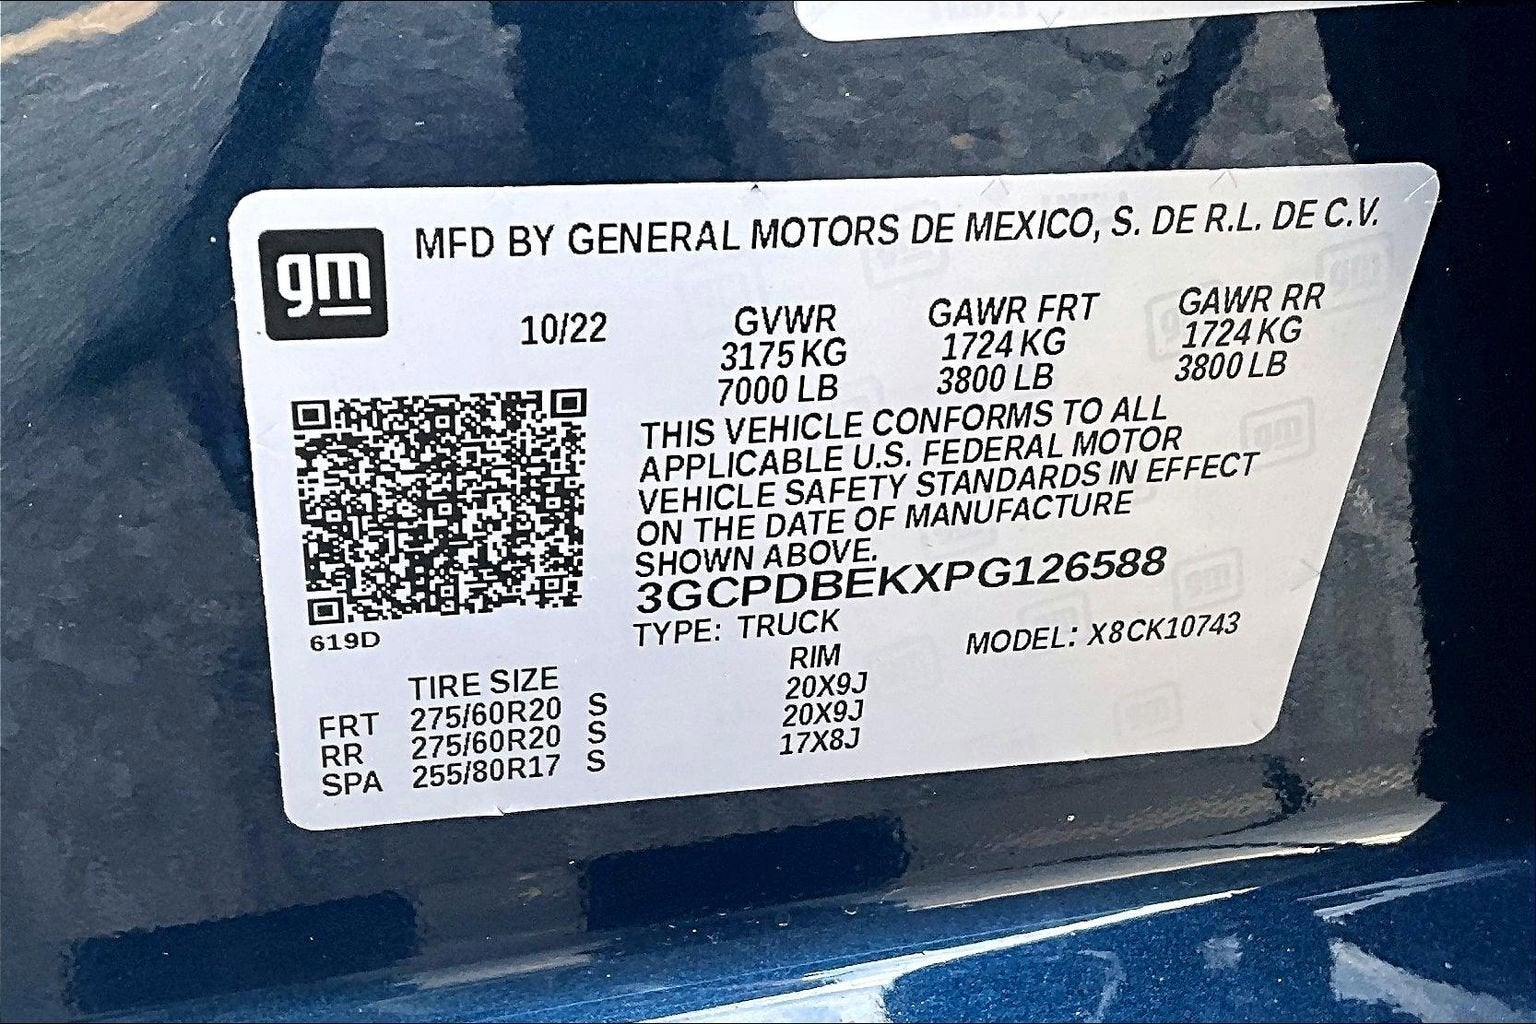 gm
MFD BY GENERAL MOTORS DE MEXICO, S. DE R.L. DE C.V.
10/22 GVWR GAWR FRT GAWR RR
3175 KG 1724 KG 1724 KG
7000 LB 3800 LB 3800 LB
THIS VEHICLE CONFORMS TO ALL
APPLICABLE U.S. FEDERAL MOTOR
VEHICLE SAFETY STANDARDS IN EFFECT
ON THE DATE OF MANUFACTURE
SHOWN ABOVE.
3GCPDBEKXPG126588
619D
TYPE: TRUCK MODEL: X8CK10743
TIRE SIZE RIM
FRT 275/60R20 S 20X9J
RR 275/60R20 S 20X9J
SPA 255/80R17 S 17X8J